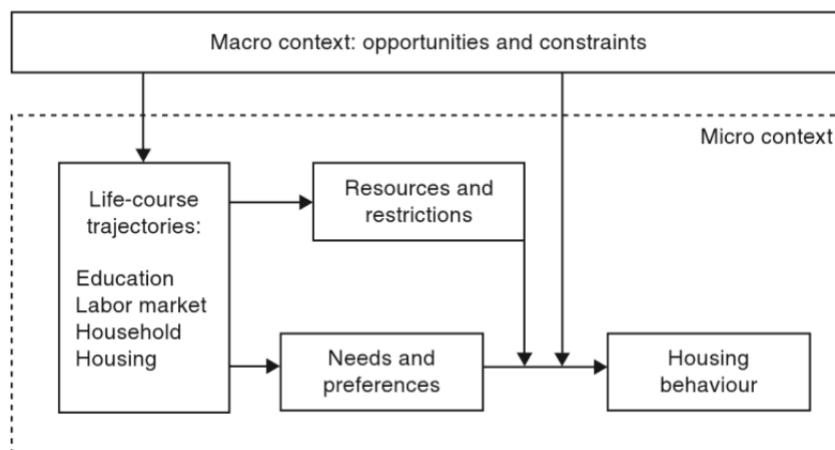 Macro context: opportunities and constraints
Micro context
Life-course
trajectories:
Education
Labor market
Household
Housing
Resources and
restrictions
Needs and
preferences
Housing
behaviour